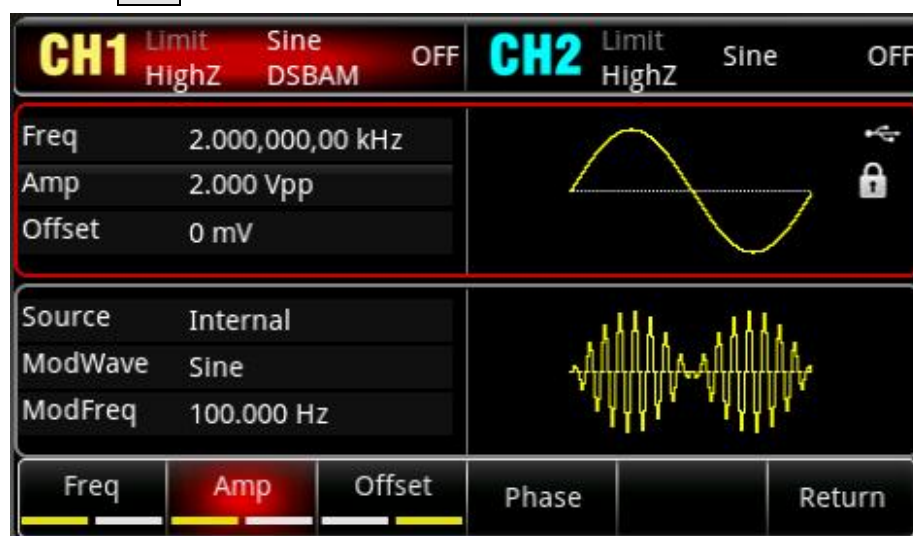 CH1 Limit Sine OFF CH2 Limit Sine OFF
HighZ DSBAM HighZ
Freq 2.000,000,00 kHz
Amp 2.000 Vpp
Offset 0 mV
Source Internal
ModWave Sine
ModFreq 100.000 Hz
Freq Amp Offset Phase Return